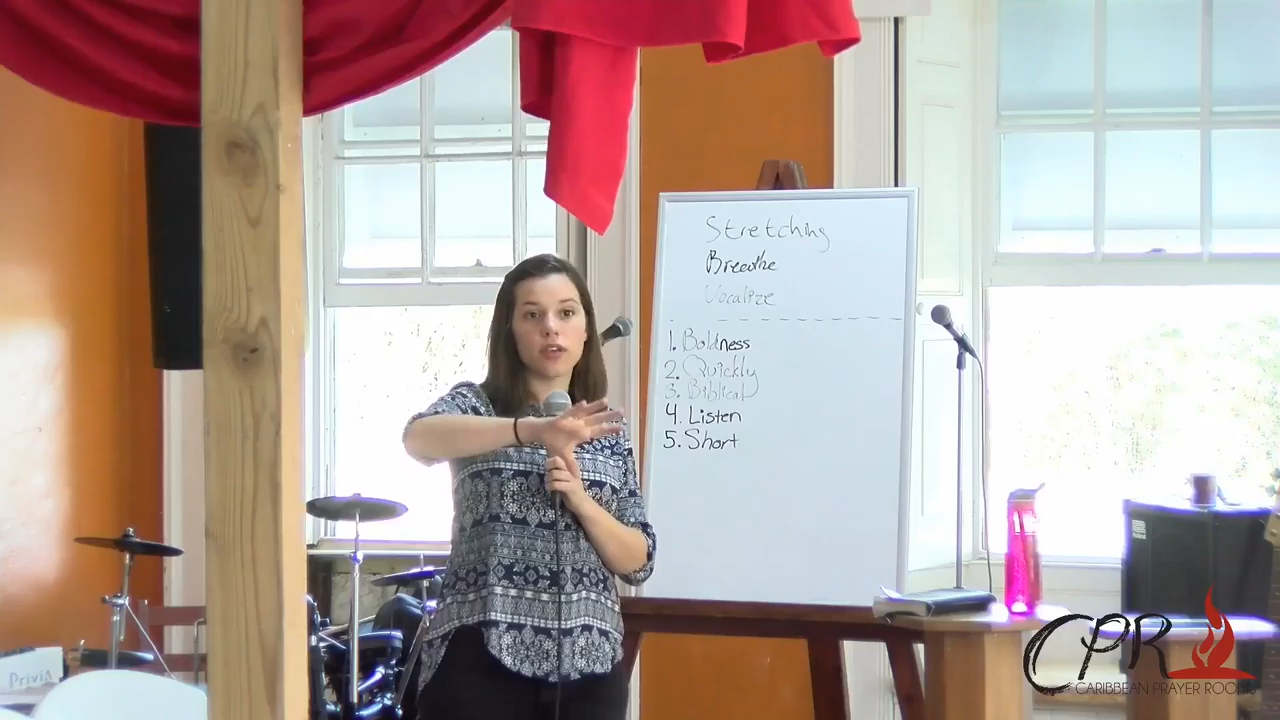 Stretching
Breathe
Vocalize
1. Boldness
2. Quickly
3. Biblical
4. Listen
5. Short
Privia
CPR
CARIBBEAN PRAYER ROOMS